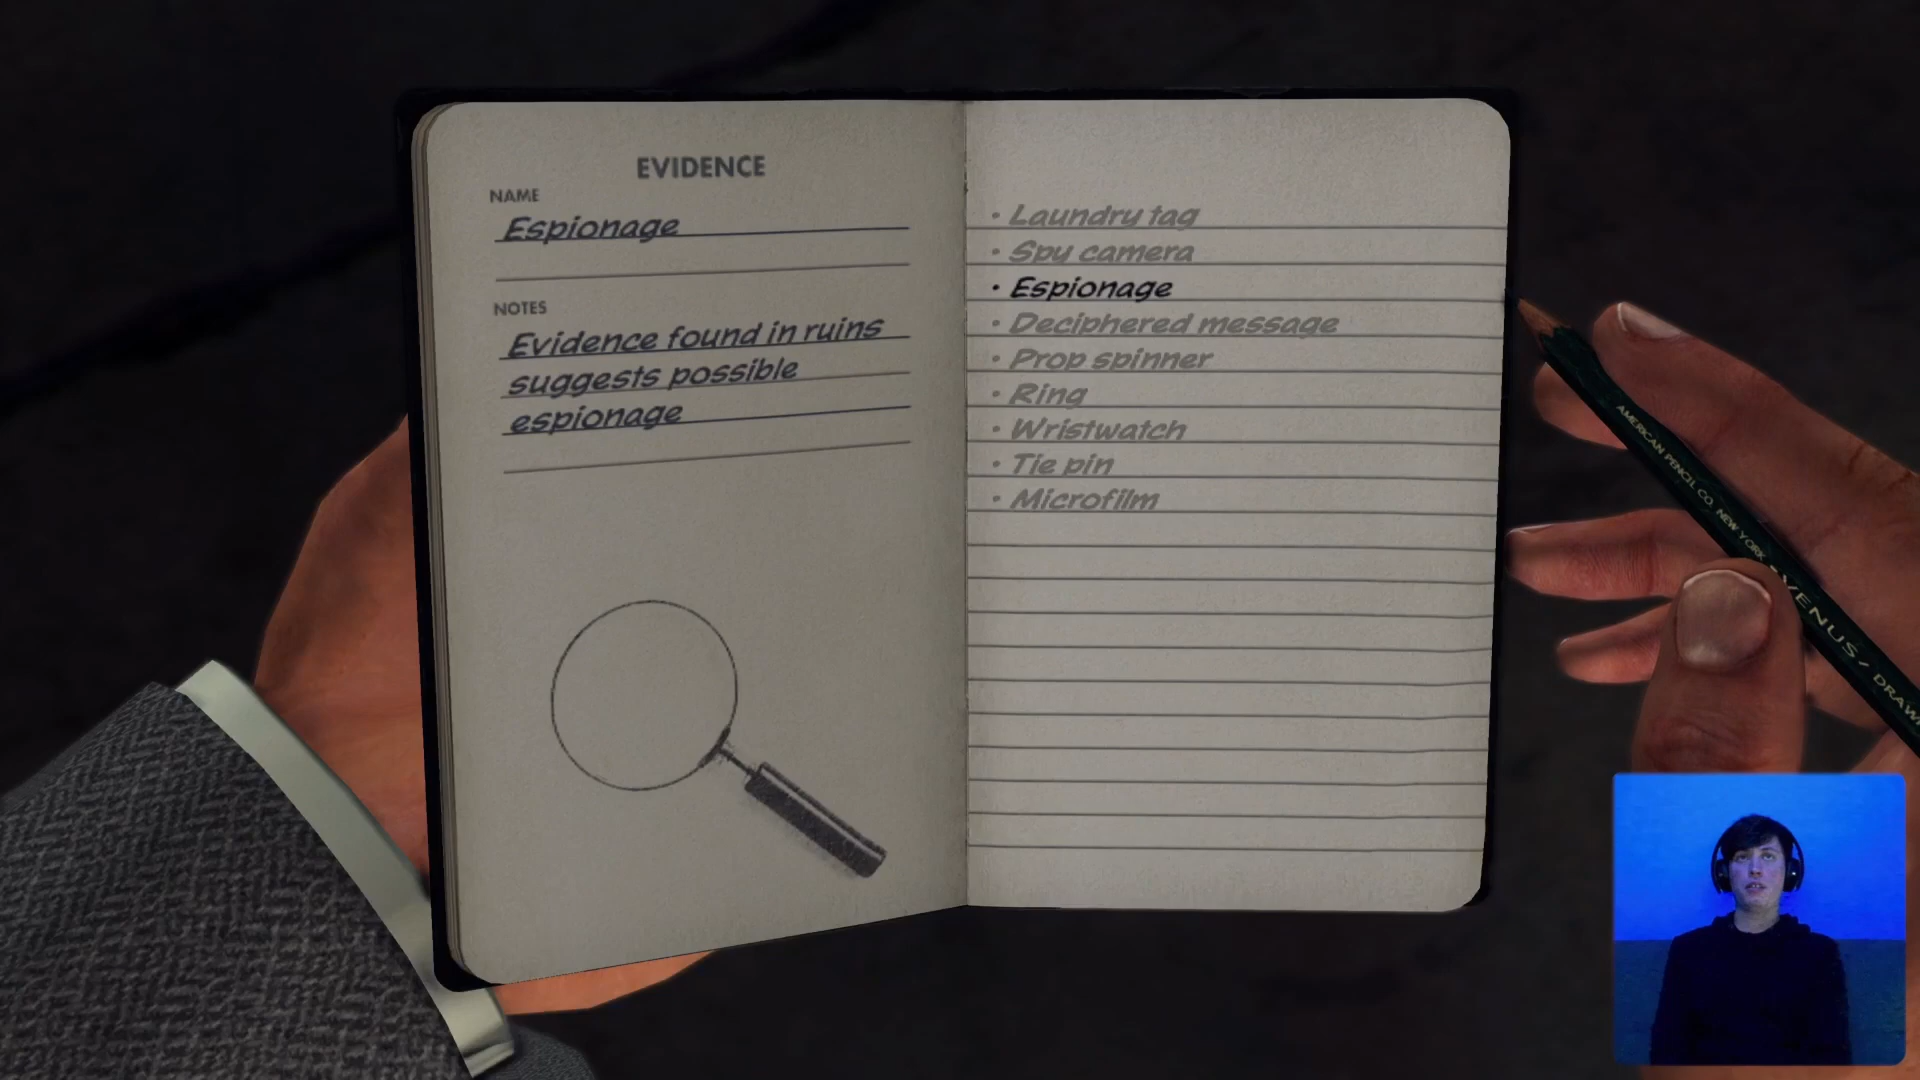 EVIDENCE
NAME
Espionage
NOTES
Evidence found in ruins
suggests possible
espionage
• Laundry tag
• Spy camera
• Espionage
• Deciphered message
• Prop spinner
• Ring
• Wristwatch
• Tie pin
• Microfilm
AMERICAN PENCIL CO. NEW YORK VENUS/ DRAW